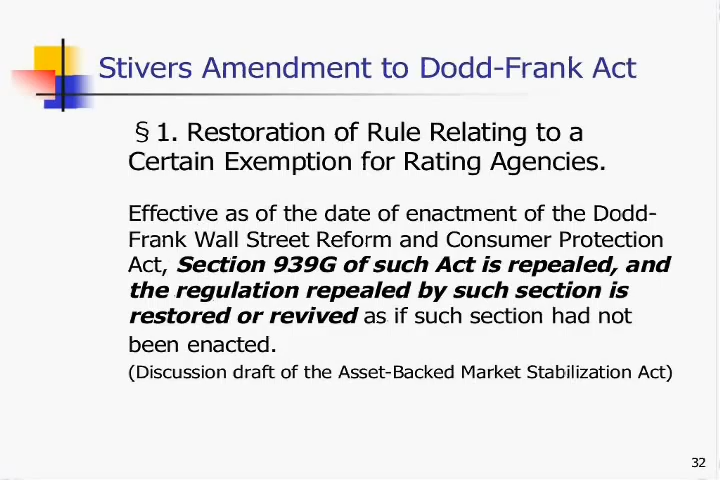 Stivers Amendment to Dodd-Frank Act
§1. Restoration of Rule Relating to a
Certain Exemption for Rating Agencies.
Effective as of the date of enactment of the Dodd-
Frank Wall Street Reform and Consumer Protection
Act, Section 939G of such Act is repealed, and
the regulation repealed by such section is
restored or revived as if such section had not
been enacted.
(Discussion draft of the Asset-Backed Market Stabilization Act)
32